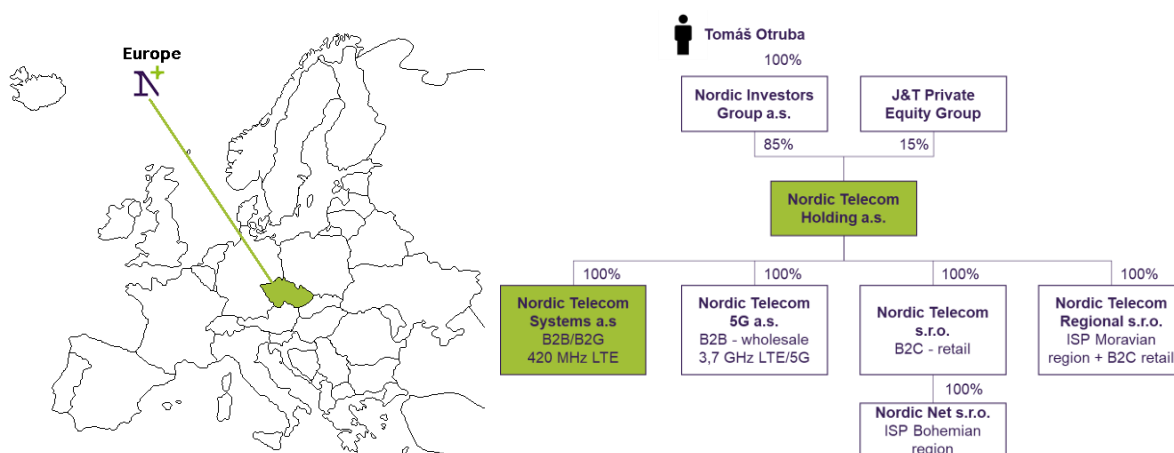 Europe
N+
Tomáš Otruba
100%
Nordic Investors
Group a.s.
J&T Private
Equity Group
85%
15%
Nordic Telecom
Holding a.s.
100%
100%
100%
100%
Nordic Telecom
Systems a.s
B2B/B2G
420 MHz LTE
Nordic Telecom
5G a.s.
B2B - wholesale
3,7 GHz LTE/5G
Nordic Telecom
s.r.o.
B2C - retail
Nordic Telecom
Regional s.r.o.
ISP Moravian
region + B2C retail
100%
Nordic Net s.r.o.
ISP Bohemian
region